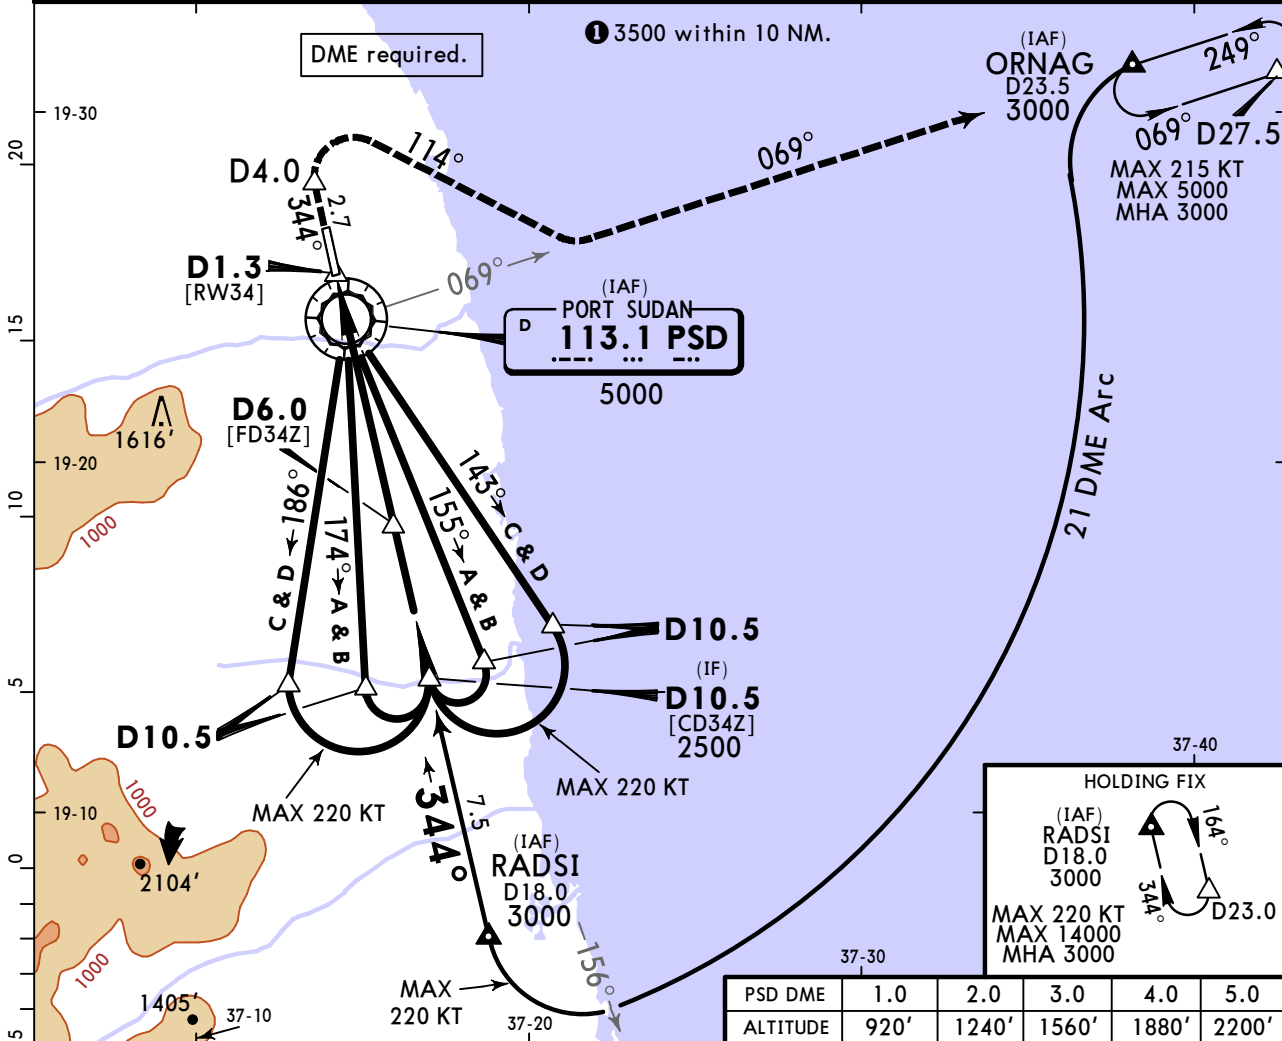 ❶ 3500 within 10 NM.
DME required.
(IAF)
ORNAG
D23.5
3000
249°
069°
D27.5
MAX 215 KT
MAX 5000
MHA 3000
19-30
20
D4.0
114°
069°
2.7
344°
D1.3
[RW34]
069°
(IAF)
PORT SUDAN
D
113.1 PSD
5000
15
D6.0
[FD34Z]
1616'
19-20
1000
10
C & D
186°
174°
A & B
155°
A & B
143°
C & D
21 DME Arc
D10.5
(IF)
D10.5
[CD34Z]
2500
5
D10.5
MAX 220 KT
MAX 220 KT
37-40
1000
19-10
0
2104'
344°
7.5
(IAF)
RADSI
D18.0
3000
HOLDING FIX
(IAF)
RADSI
D18.0
3000
164°
344°
D23.0
MAX 220 KT
MAX 14000
MHA 3000
1000
156°
37-30
MAX
220 KT
1405'
37-10
37-20
5
PSD DME 1.0 2.0 3.0 4.0 5.0
ALTITUDE 920' 1240' 1560' 1880' 2200'